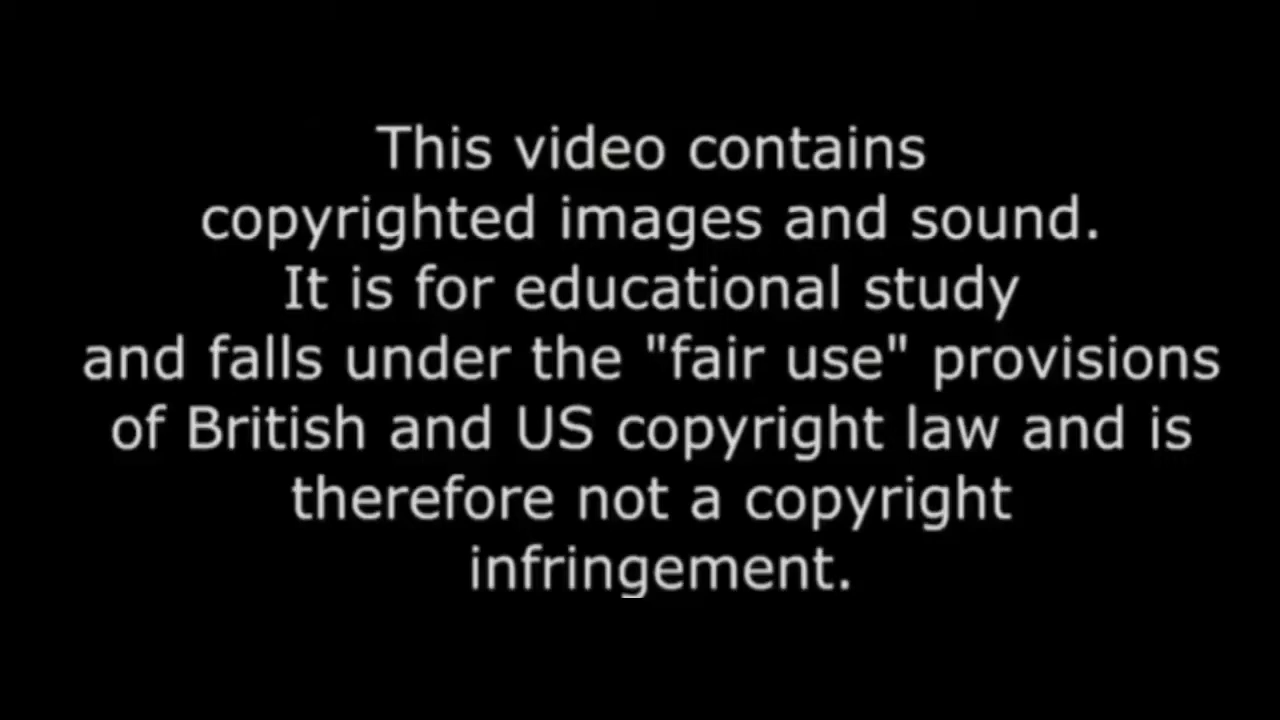 This video contains
copyrighted images and sound.
It is for educational study
and falls under the "fair use" provisions
of British and US copyright law and is
therefore not a copyright
infringement.